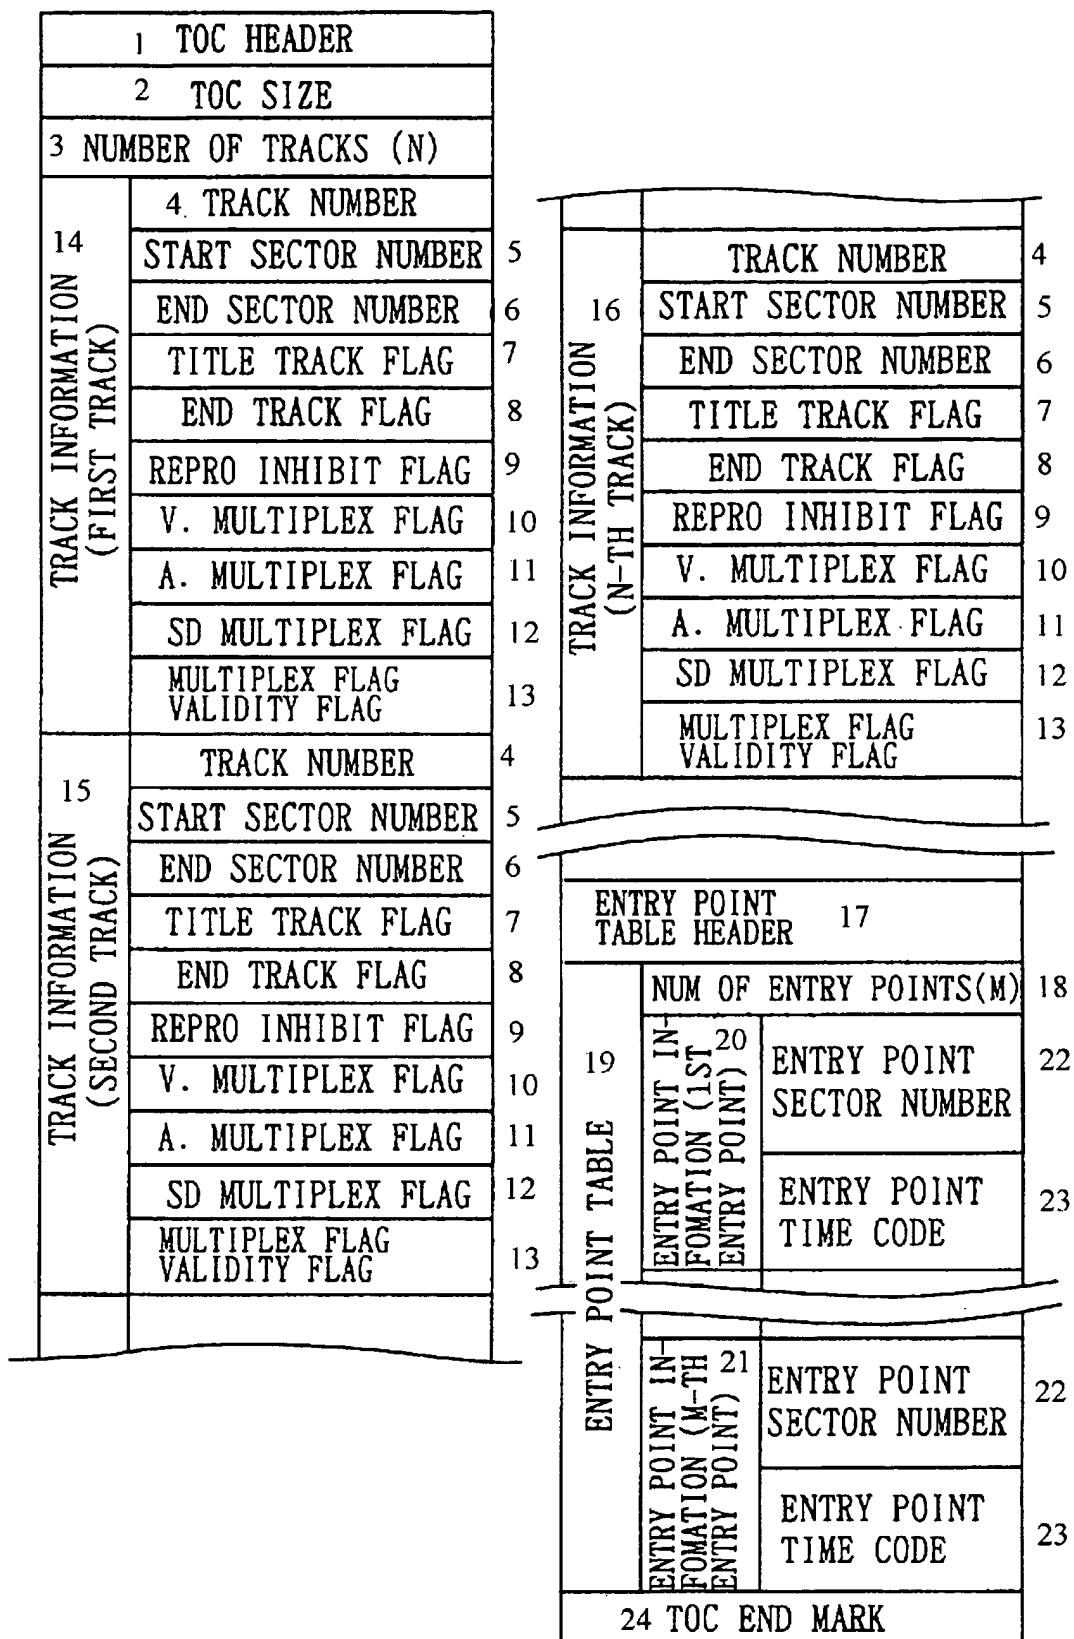 1 TOC HEADER
2 TOC SIZE
3 NUMBER OF TRACKS (N)
14
TRACK INFORMATION
(FIRST TRACK)
4. TRACK NUMBER
START SECTOR NUMBER 5
END SECTOR NUMBER 6
TITLE TRACK FLAG 7
END TRACK FLAG 8
REPRO INHIBIT FLAG 9
V. MULTIPLEX FLAG 10
A. MULTIPLEX FLAG 11
SD MULTIPLEX FLAG 12
MULTIPLEX FLAG
VALIDITY FLAG 13
15
TRACK INFORMATION
(SECOND TRACK)
TRACK NUMBER 4
START SECTOR NUMBER 5
END SECTOR NUMBER 6
TITLE TRACK FLAG 7
END TRACK FLAG 8
REPRO INHIBIT FLAG 9
V. MULTIPLEX FLAG 10
A. MULTIPLEX FLAG 11
SD MULTIPLEX FLAG 12
MULTIPLEX FLAG
VALIDITY FLAG 13
16
TRACK INFORMATION
(N-TH TRACK)
TRACK NUMBER 4
START SECTOR NUMBER 5
END SECTOR NUMBER 6
TITLE TRACK FLAG 7
END TRACK FLAG 8
REPRO INHIBIT FLAG 9
V. MULTIPLEX FLAG 10
A. MULTIPLEX FLAG 11
SD MULTIPLEX FLAG 12
MULTIPLEX FLAG 13
VALIDITY FLAG
ENTRY POINT
TABLE HEADER 17
19
ENTRY POINT TABLE
NUM OF ENTRY POINTS(M) 18
ENTRY POINT IN-
FOMATION (1ST
ENTRY POINT)
20
ENTRY POINT
SECTOR NUMBER
22
ENTRY POINT
TIME CODE
23
ENTRY POINT IN-
FOMATION (M-TH
ENTRY POINT)
21
ENTRY POINT
SECTOR NUMBER
22
ENTRY POINT
TIME CODE
23
24 TOC END MARK